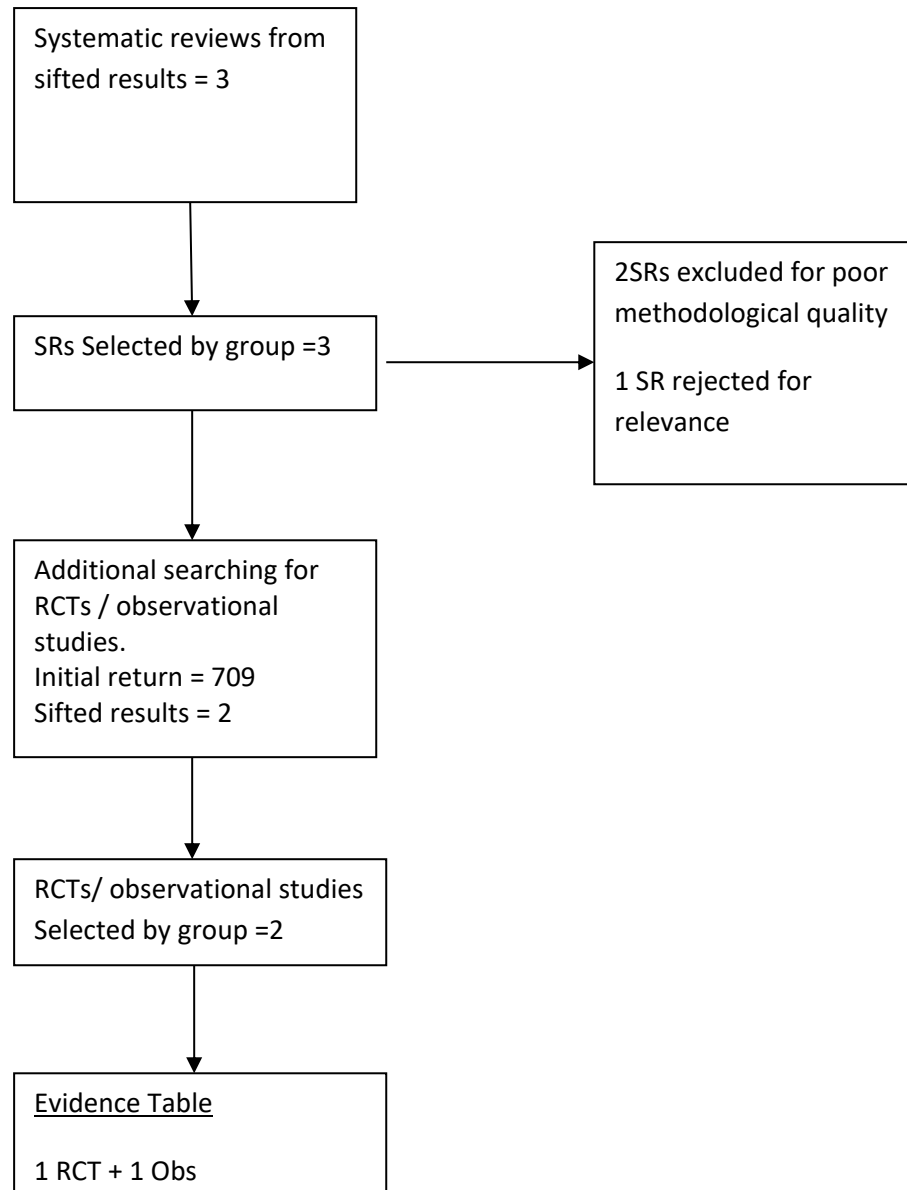 Systematic reviews from
sifted results = 3
SRs Selected by group =3
2SRs excluded for poor
methodological quality
1 SR rejected for
relevance
Additional searching for
RCTs / observational
studies.
Initial return = 709
Sifted results = 2
RCTs/ observational studies
Selected by group =2
Evidence Table
1 RCT + 1 Obs